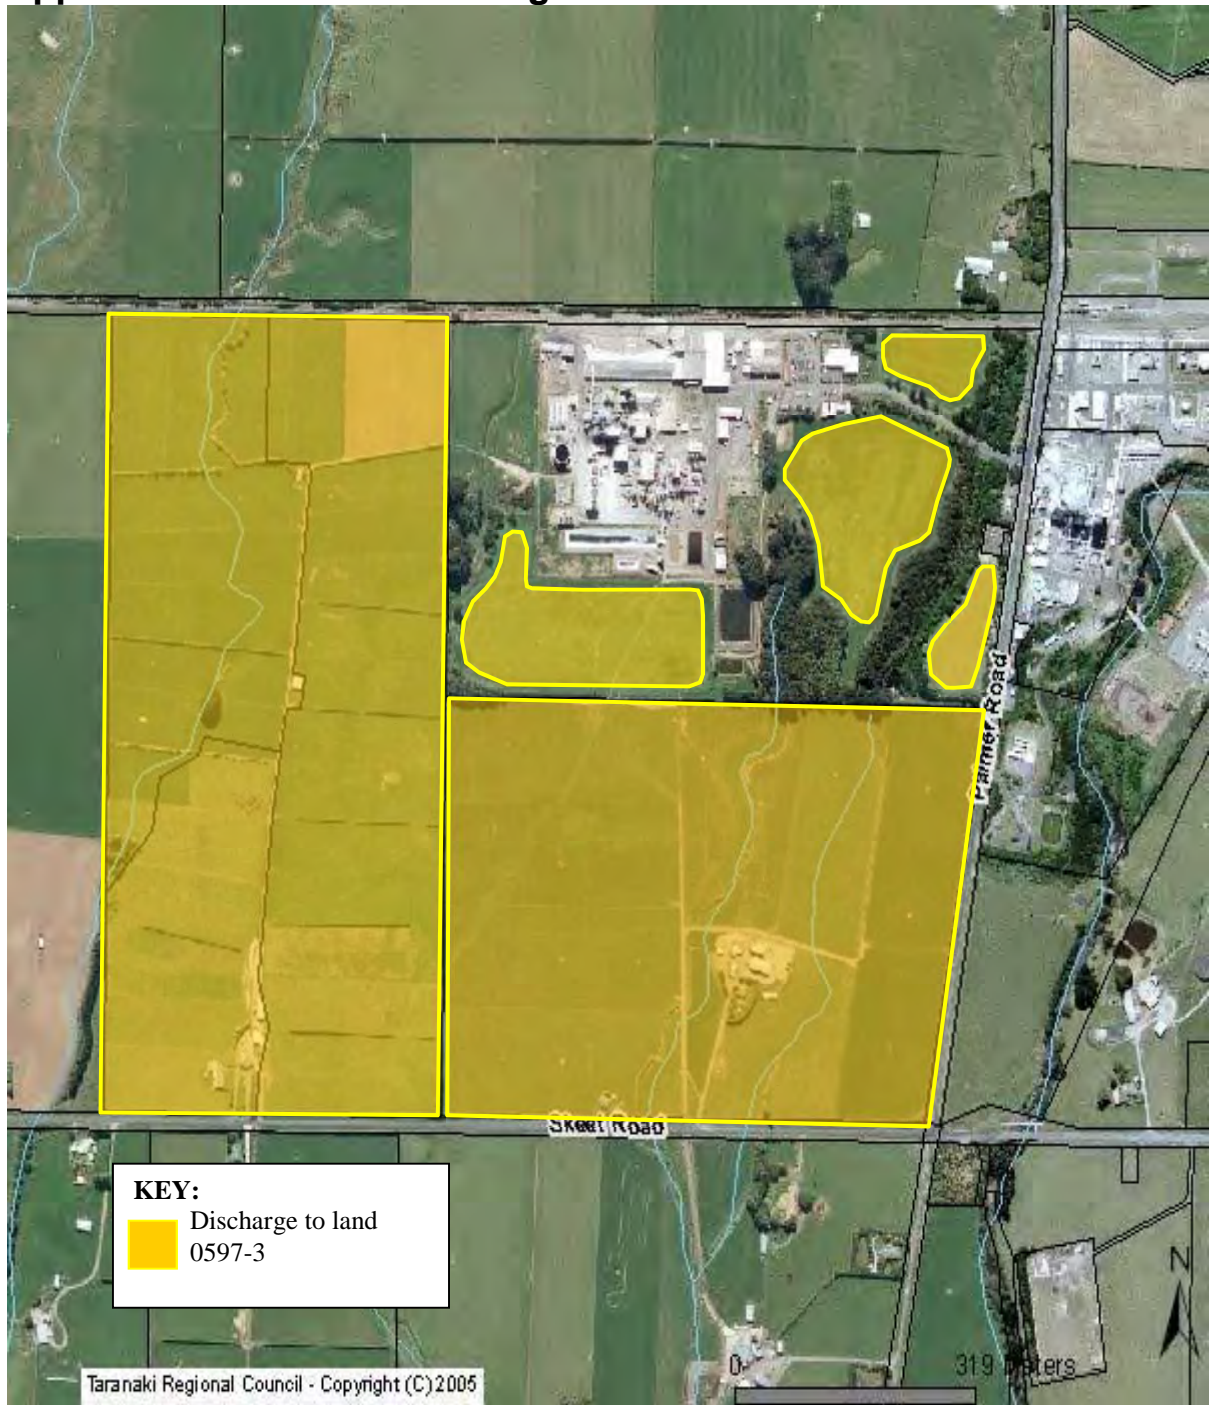 Palmer Road
Skeet Road
KEY:
Discharge to land
0597-3
N
0 319 meters
Taranaki Regional Council - Copyright (C) 2005